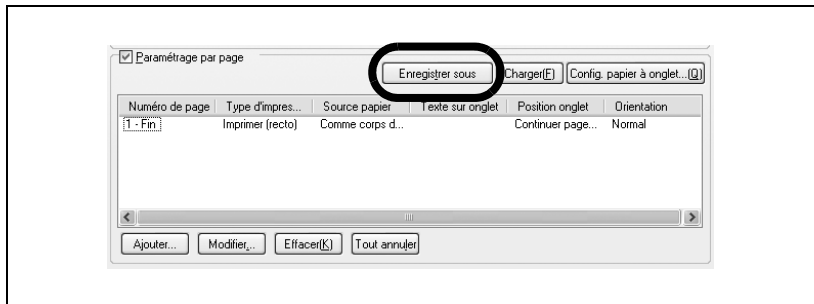 Paramétrage par page
Enregistrer sous Charger(F) Config. papier à onglet...(Q)
Numéro de page Type d'impres... Source papier Texte sur onglet Position onglet Orientation
1 - Fin Imprimer (recto) Comme corps d... Continuer page... Normal
Ajouter... Modifier... Effacer(K) Tout annuler